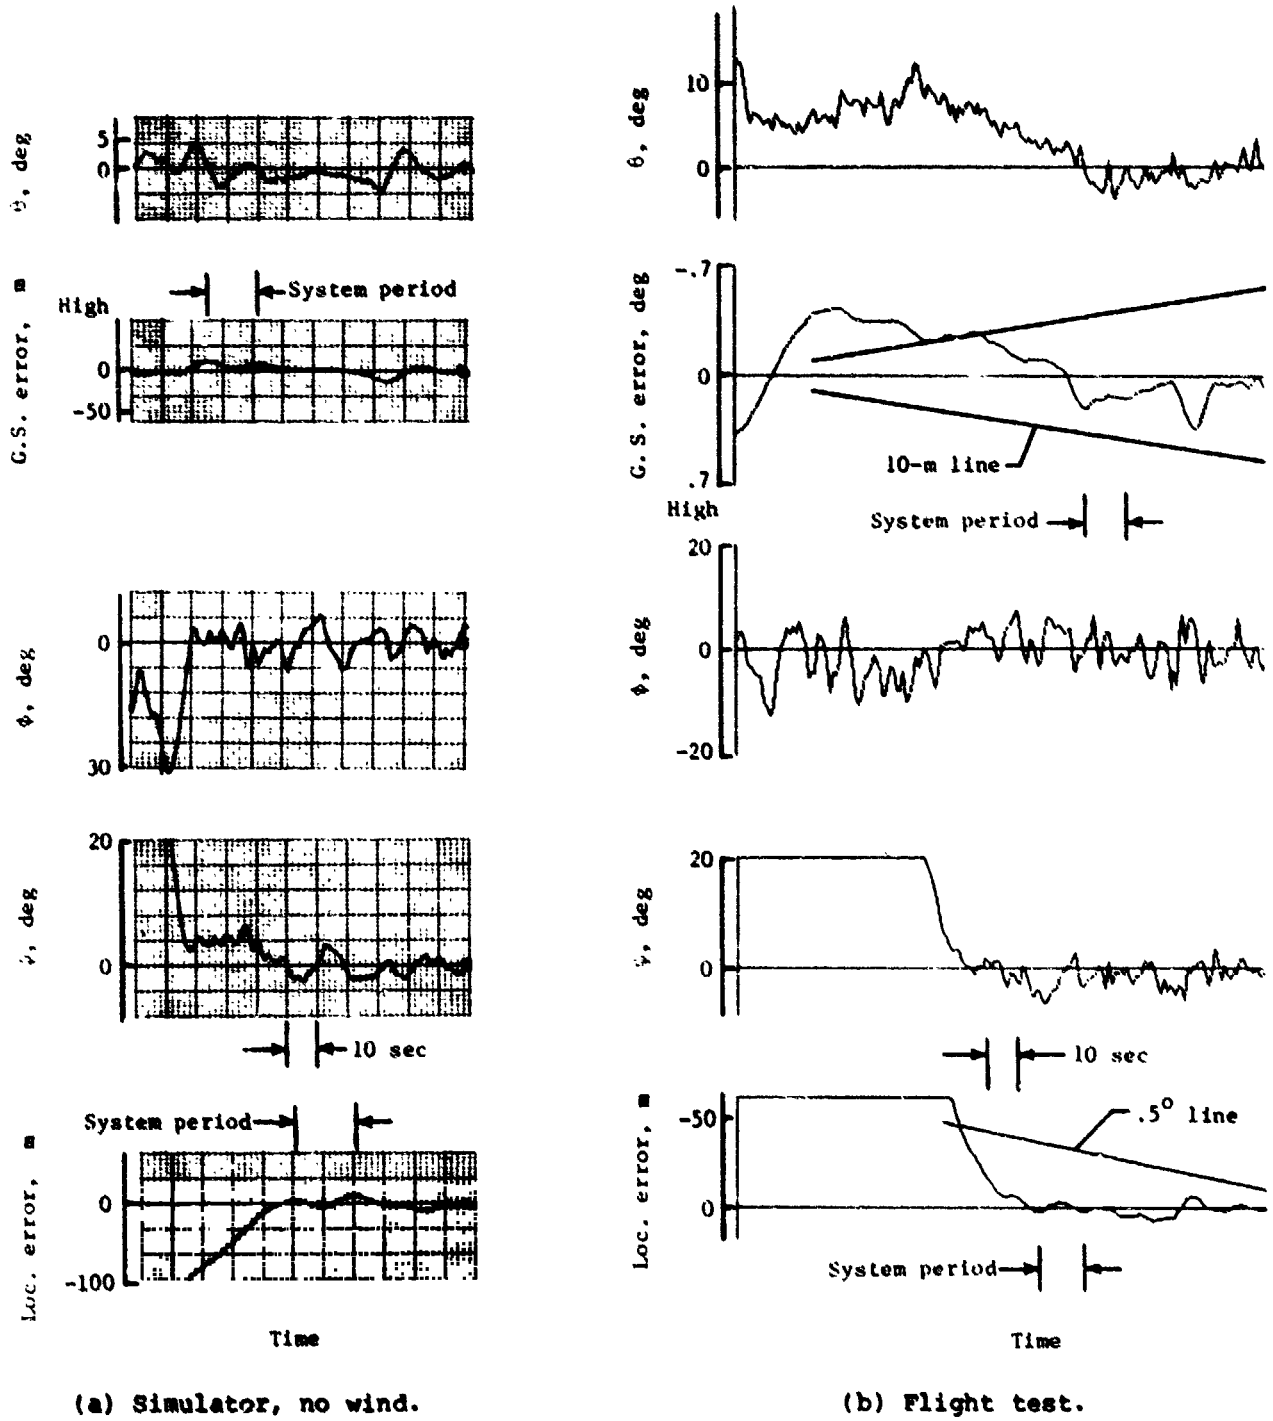 θ, deg
5
0
G.S. error, m
High
0
-50
System period
ϕ, deg
0
30
ψ, deg
20
0
10 sec
Loc. error, m
System period
0
-100
Time
(a) Simulator, no wind.
θ, deg
10
0
G.S. error, deg
-.7
0
.7
High
10-m line
System period
ϕ, deg
20
0
-20
ψ, deg
20
0
10 sec
Loc. error, m
-50
0
.5° line
System period
Time
(b) Flight test.